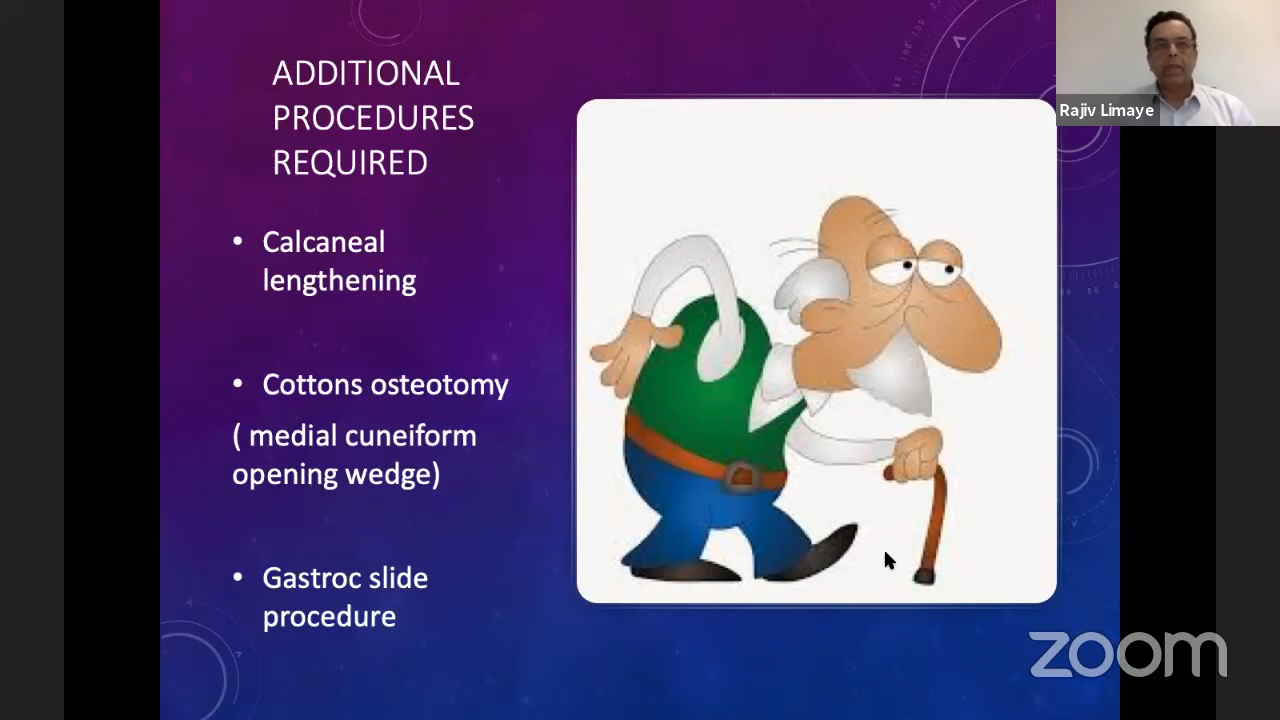 ADDITIONAL
PROCEDURES
REQUIRED
• Calcaneal
lengthening
• Cottons osteotomy
( medial cuneiform
opening wedge)
• Gastroc slide
procedure
Rajiv Limaye
zoom